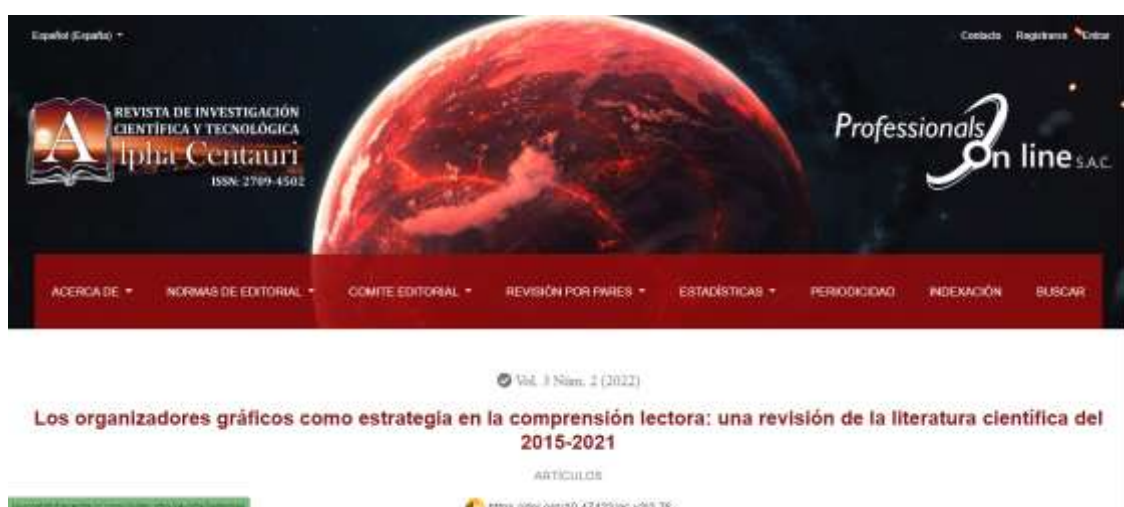 Español (España)
Contacto Registrarse Entrar
REVISTA DE INVESTIGACIÓN
CIENTÍFICA Y TECNOLÓGICA
Alpha Centauri
ISSN: 2709-4502
Professionals
On line S.A.C.
ACERCA DE NORMAS DE EDITORIAL COMITE EDITORIAL REVISIÓN POR PARES ESTADÍSTICAS PERIODICIDAD INDEXACIÓN BUSCAR
Vol. 3 Núm. 2 (2022)
Los organizadores gráficos como estrategia en la comprensión lectora: una revisión de la literatura científica del
2015-2021
ARTÍCULOS